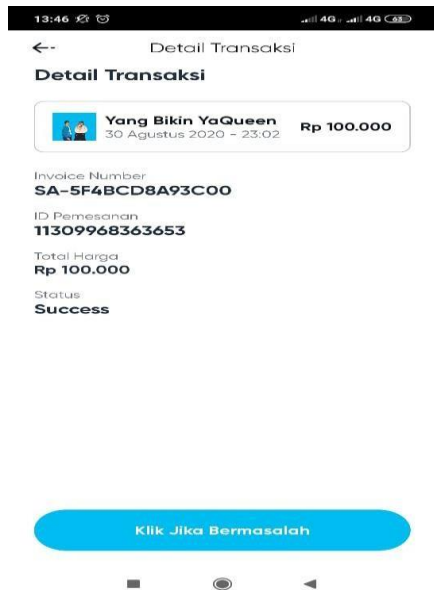 13:46 4G 4G 63
Detail Transaksi
Detail Transaksi
Yang Bikin YaQueen
30 Agustus 2020 - 23:02
Rp 100.000
Invoice Number
SA-5F4BCD8A93C00
ID Pemesanan
11309968363653
Total Harga
Rp 100.000
Status
Success
Klik Jika Bermasalah